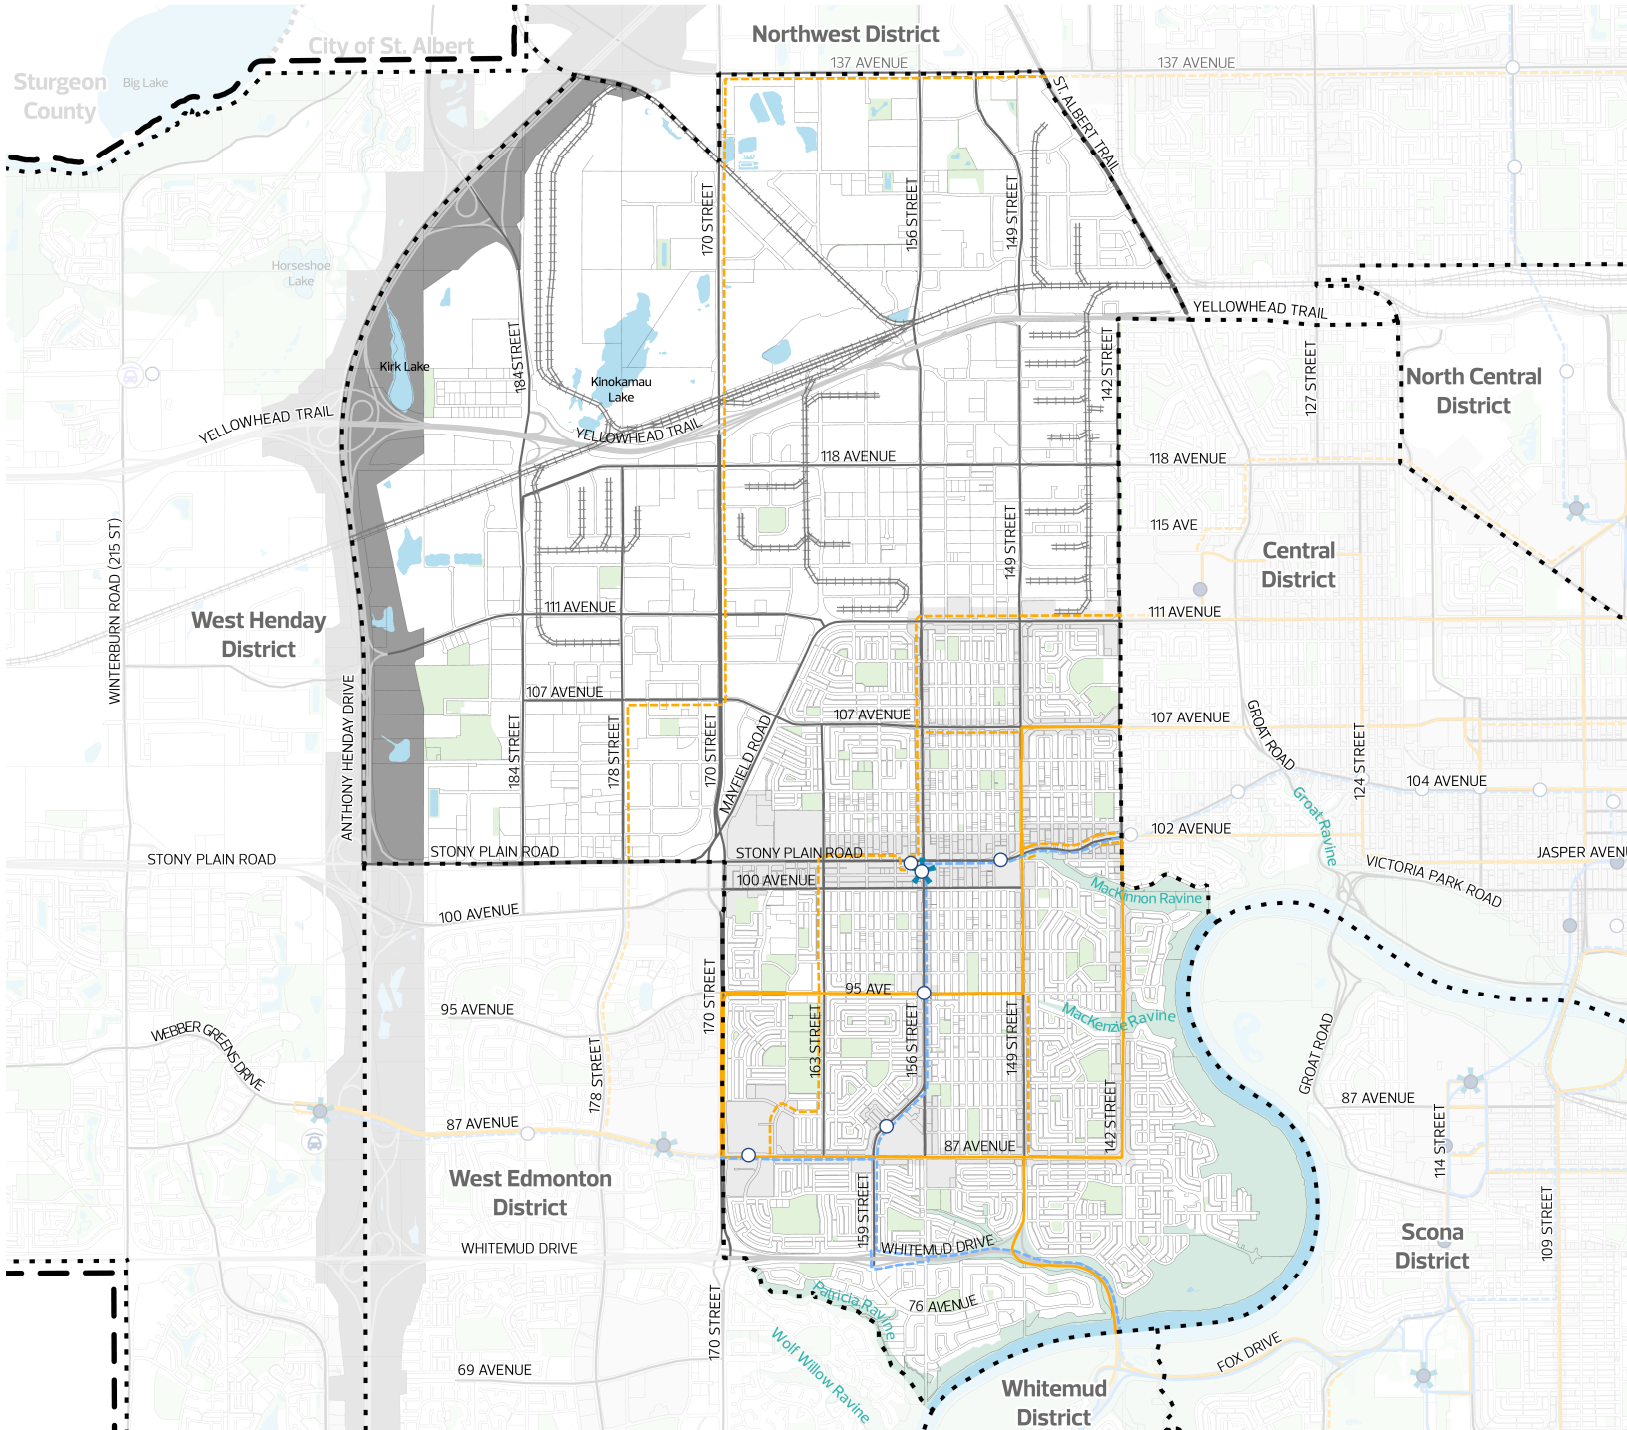 Northwest District
City of St. Albert
137 AVENUE
137 AVENUE
Sturgeon
County
Big Lake
ST. ALBERT TRAIL
170 STREET
156 STREET
149 STREET
Horseshoe
Lake
YELLOWHEAD TRAIL
184 STREET
142 STREET
127 STREET
Kirk Lake
Kinokamau
Lake
North Central
District
YELLOWHEAD TRAIL
YELLOWHEAD TRAIL
118 AVENUE
118 AVENUE
WINTERBURN ROAD (215 ST)
149 STREET
115 AVE
Central
District
111 AVENUE
111 AVENUE
West Henday
District
107 AVENUE
107 AVENUE
107 AVENUE
ANTHONY HENDAY DRIVE
184 STREET
178 STREET
170 STREET
MAYFIELD ROAD
GROAT ROAD
124 STREET
104 AVENUE
Groat Ravine
102 AVENUE
STONY PLAIN ROAD
STONY PLAIN ROAD
STONY PLAIN ROAD
JASPER AVENU
VICTORIA PARK ROAD
100 AVENUE
MacKinnon Ravine
100 AVENUE
170 STREET
95 AVE
95 AVENUE
163 STREET
156 STREET
149 STREET
MacKenzie Ravine
WEBBER GREENS DRIVE
178 STREET
GROAT ROAD
142 STREET
87 AVENUE
87 AVENUE
87 AVENUE
114 STREET
West Edmonton
District
159 STREET
109 STREET
Scona
District
WHITEMUD DRIVE
WHITEMUD DRIVE
170 STREET
Patricia Ravine
76 AVENUE
Wolf Willow Ravine
FOX DRIVE
69 AVENUE
Whitemud
District